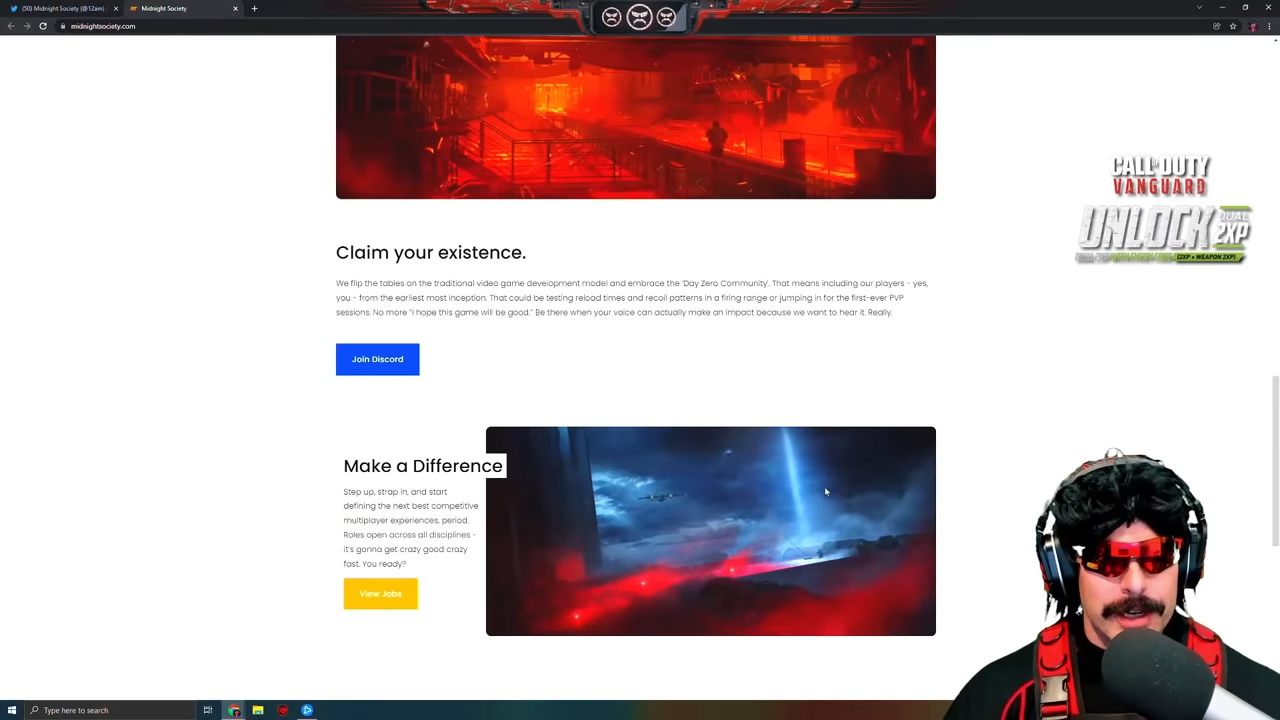 (50) Midnight Society (@12am)
Midnight Society
midnightsociety.com
CALL OF DUTY
VANGUARD
UNLOCK DUAL 2XP
Claim your existence.
We flip the tables on the traditional video game development model and embrace the 'Day Zero Community'. That means including our players - yes,
you - from the earliest most inception. That could be testing reload times and recoil patterns in a firing range or jumping in for the first-ever PVP
sessions. No more "I hope this game will be good." Be there when your voice can actually make an impact because we want to hear it. Really.
Join Discord
Make a Difference
Step up, strap in, and start
defining the next best competitive
multiplayer experiences, period.
Roles open across all disciplines -
it's gonna get crazy good crazy
fast. You ready?
View Jobs
Type here to search